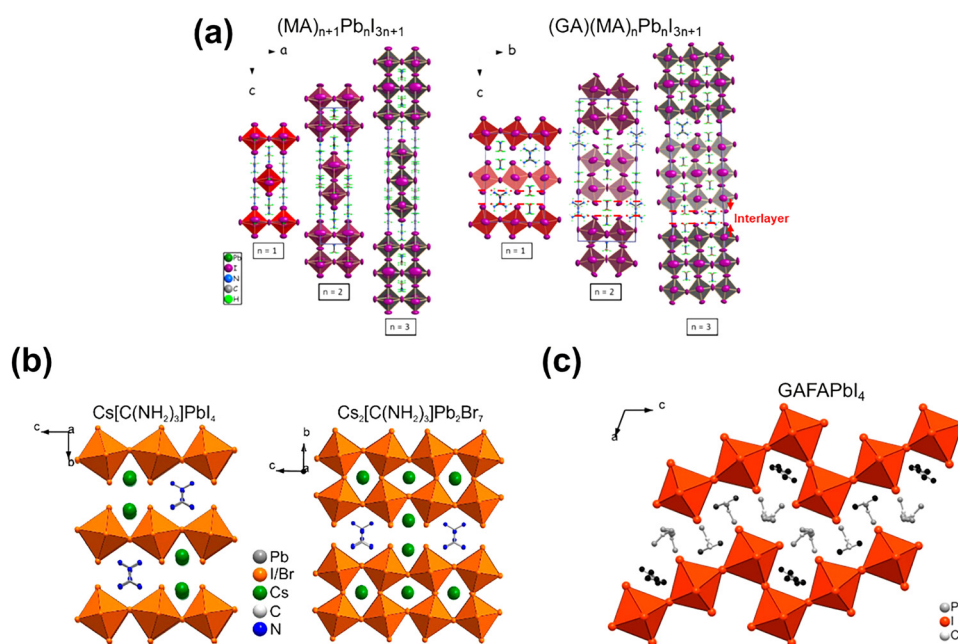 (a)
(MA)ₙ₊₁PbₙI₃ₙ₊₁
(GA)(MA)ₙPbₙI₃ₙ₊₁
a
c
b
c
Interlayer
n = 1
n = 2
n = 3
n = 1
n = 2
n = 3
Pb
I
N
C
H
(b)
Cs[C(NH₂)₃]PbI₄
Cs₂[C(NH₂)₃]Pb₂Br₇
c
a
b
b
c
a
Pb
I/Br
Cs
C
N
(c)
GAFAPbI₄
c
a
I